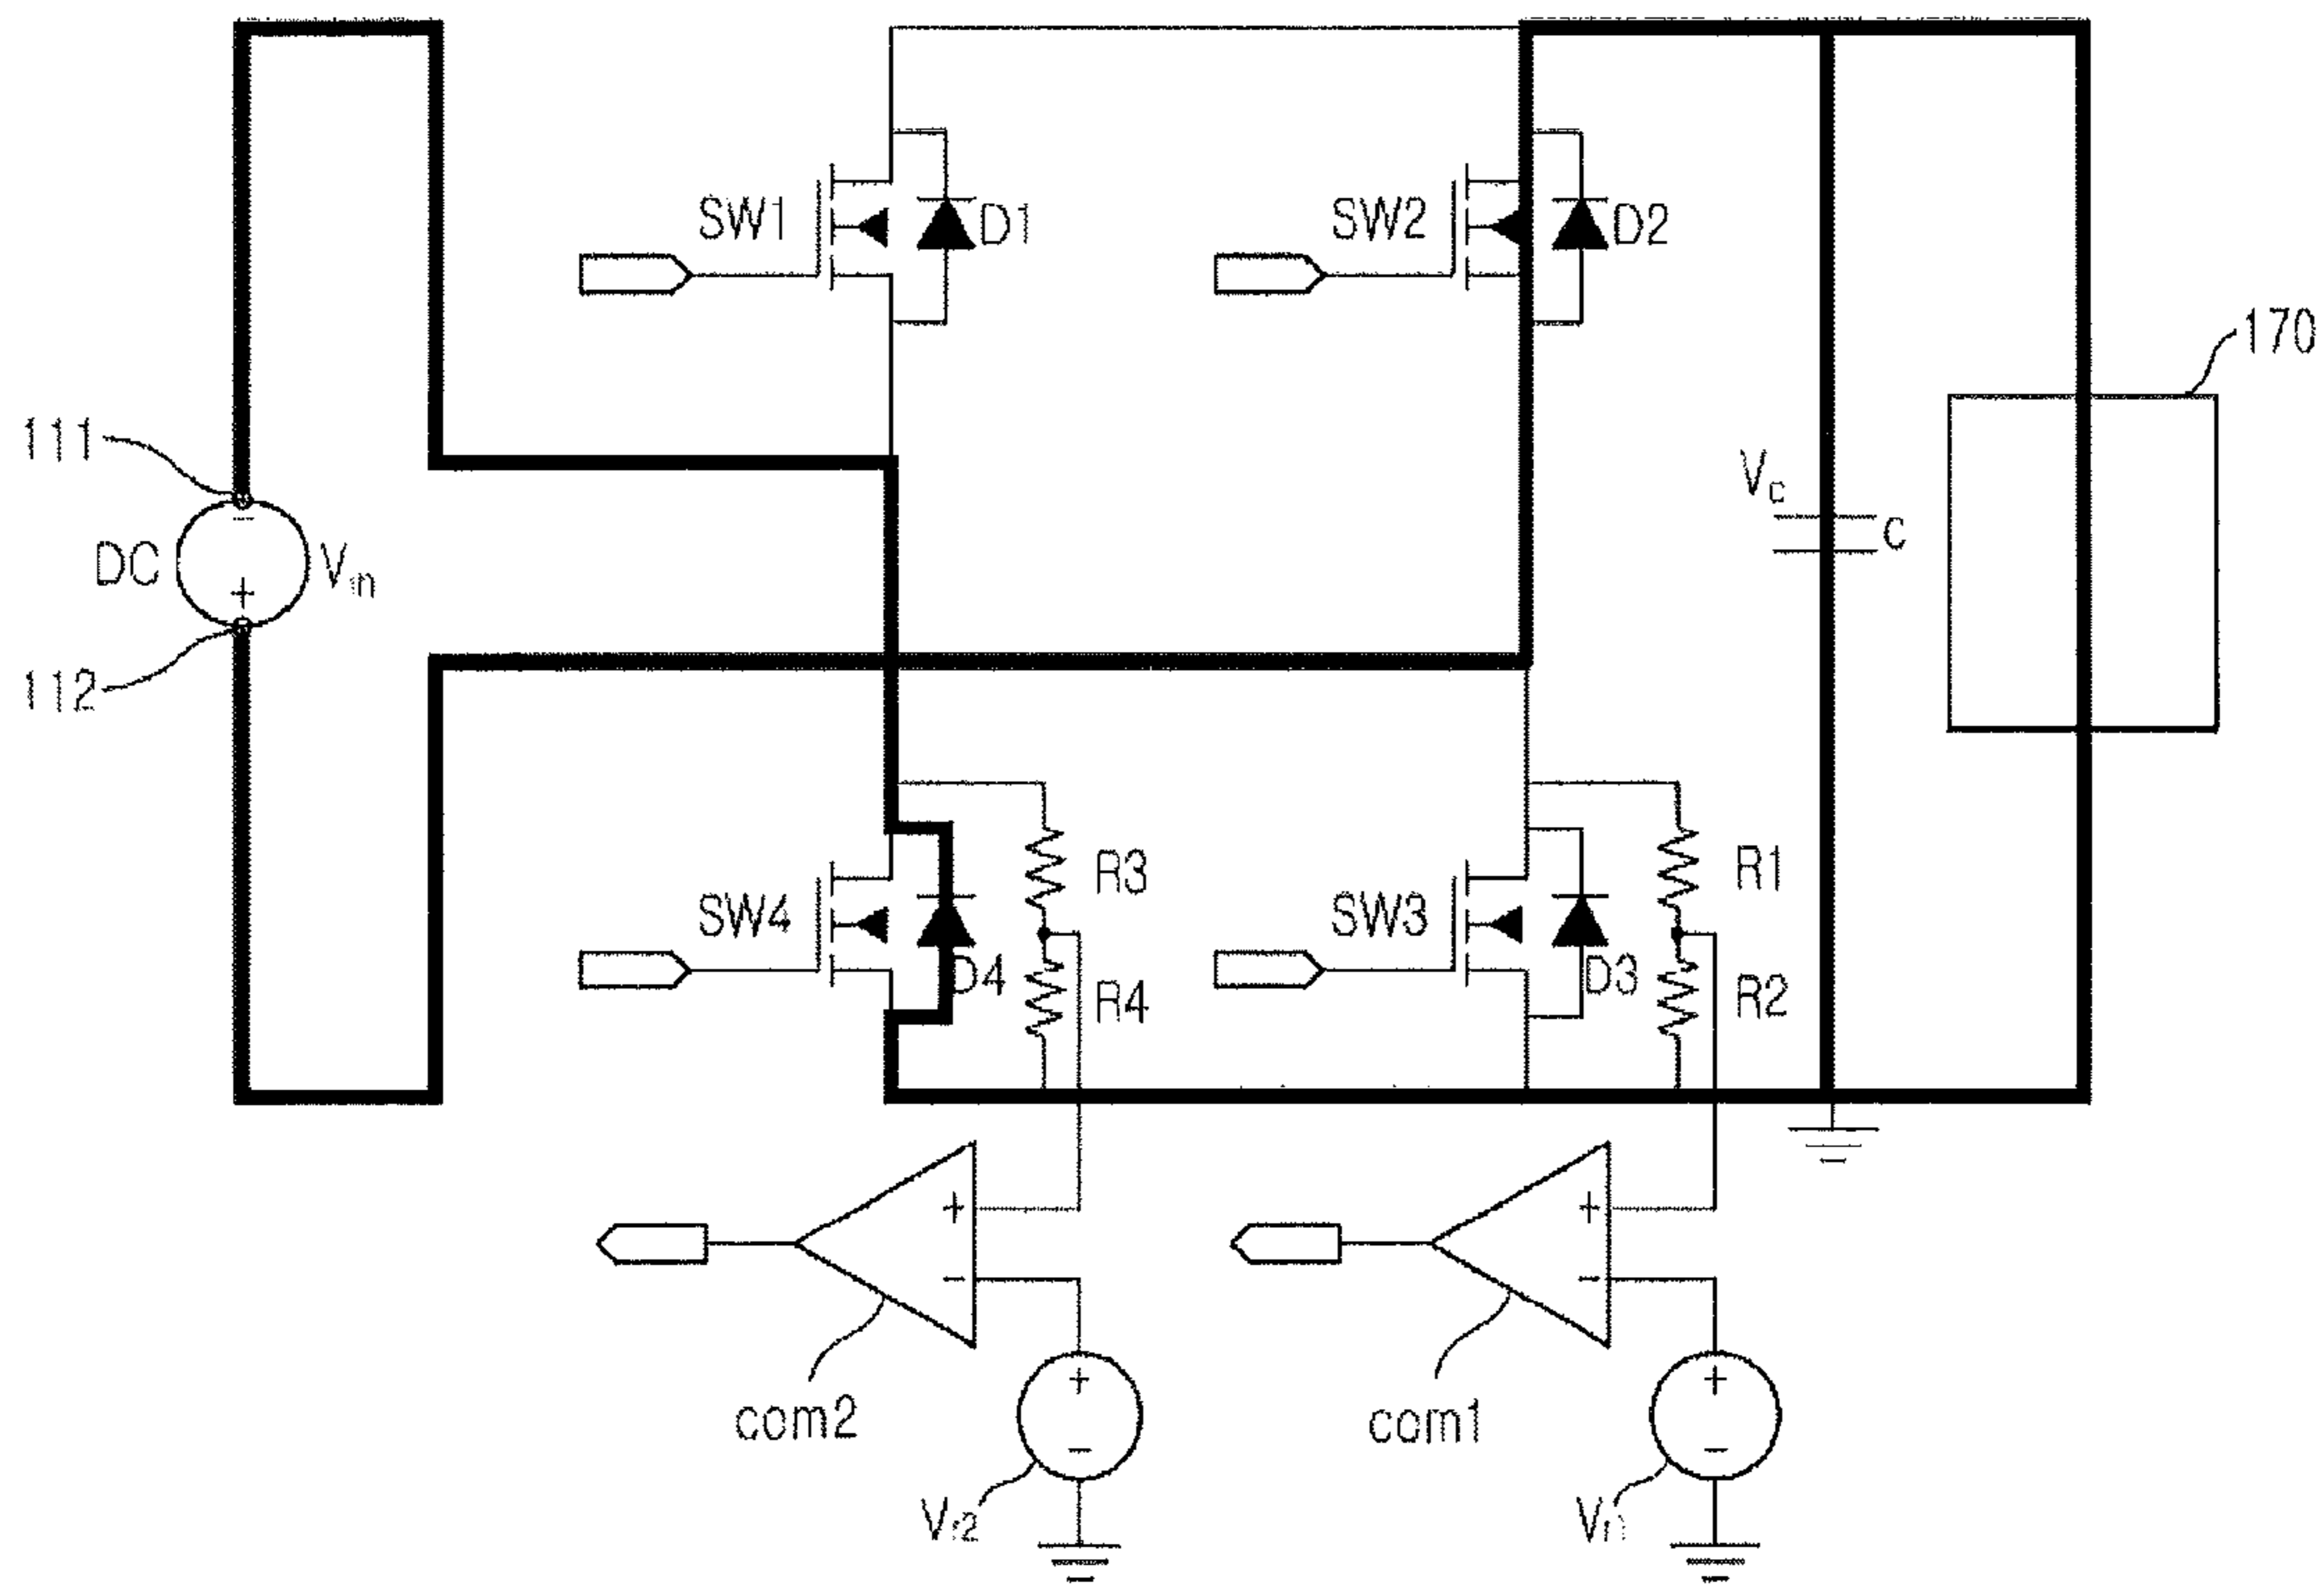 SW1
D1
SW2
D2
170
111
Vc
C
DC
−
+
Vin
112
R3
R1
SW4
D4
R4
SW3
D3
R2
+
−
+
−
com2
+
−
com1
+
−
Vr2
Vr1